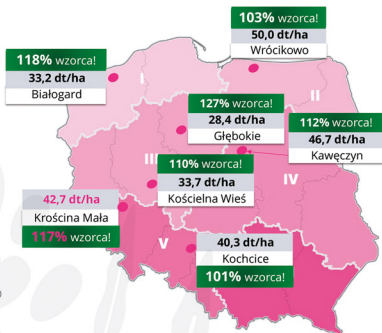 103% wzorca!
50,0 dt/ha
Wrócikowo
118% wzorca!
33,2 dt/ha
Białogard
I
II
127% wzorca!
28,4 dt/ha
Głębokie
112% wzorca!
46,7 dt/ha
Kawęczyn
III
110% wzorca!
33,7 dt/ha
Kościelna Wieś
IV
42,7 dt/ha
Krościna Mała
117% wzorca!
V
40,3 dt/ha
Kochcice
101% wzorca!